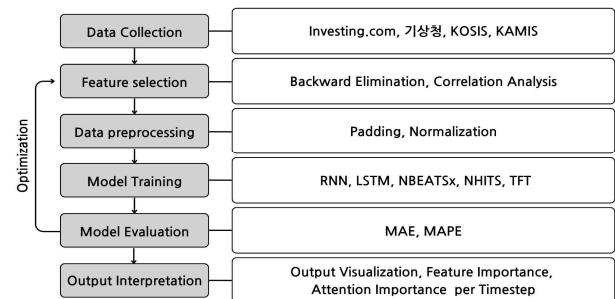 Data Collection
Investing.com, 기상청, KOSIS, KAMIS
Feature selection
Backward Elimination, Correlation Analysis
Data preprocessing
Padding, Normalization
Optimization
Model Training
RNN, LSTM, NBEATSx, NHITS, TFT
Model Evaluation
MAE, MAPE
Output Interpretation
Output Visualization, Feature Importance,
Attention Importance per Timestep